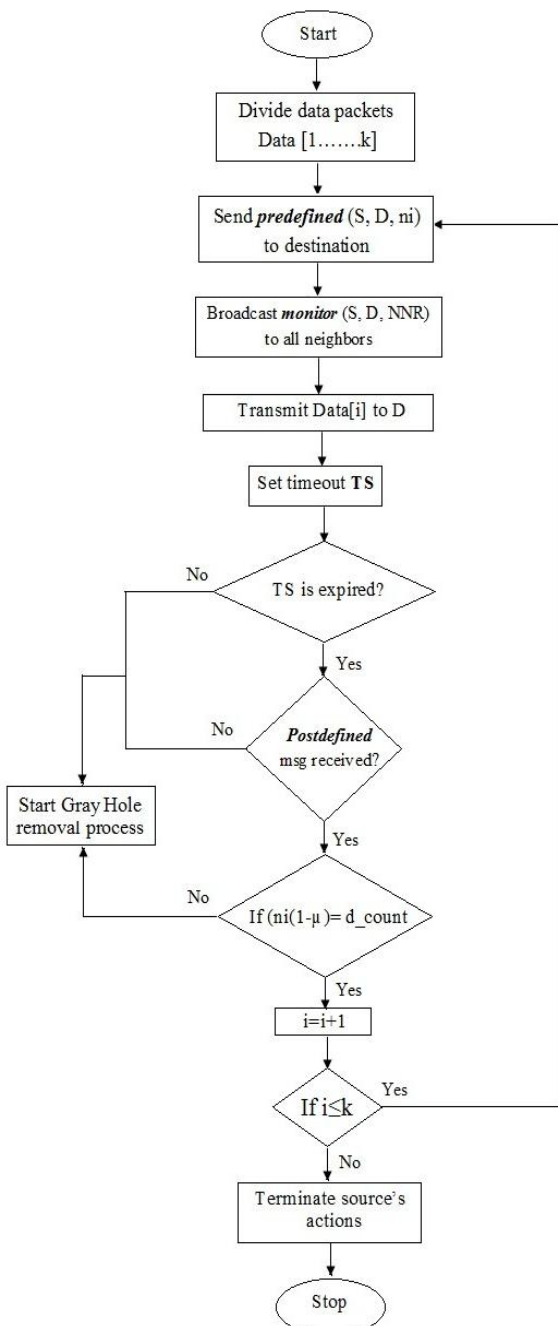 Start
Divide data packets
Data [1.......k]
Send predefined (S, D, ni)
to destination
Broadcast monitor (S, D, NNR)
to all neighbors
Transmit Data[i] to D
Set timeout TS
No
TS is expired?
Yes
No
Postdefined
msg received?
Start Gray Hole
removal process
Yes
No
If (ni(1-μ)= d_count
Yes
i=i+1
If i≤k
Yes
No
Terminate source's
actions
Stop